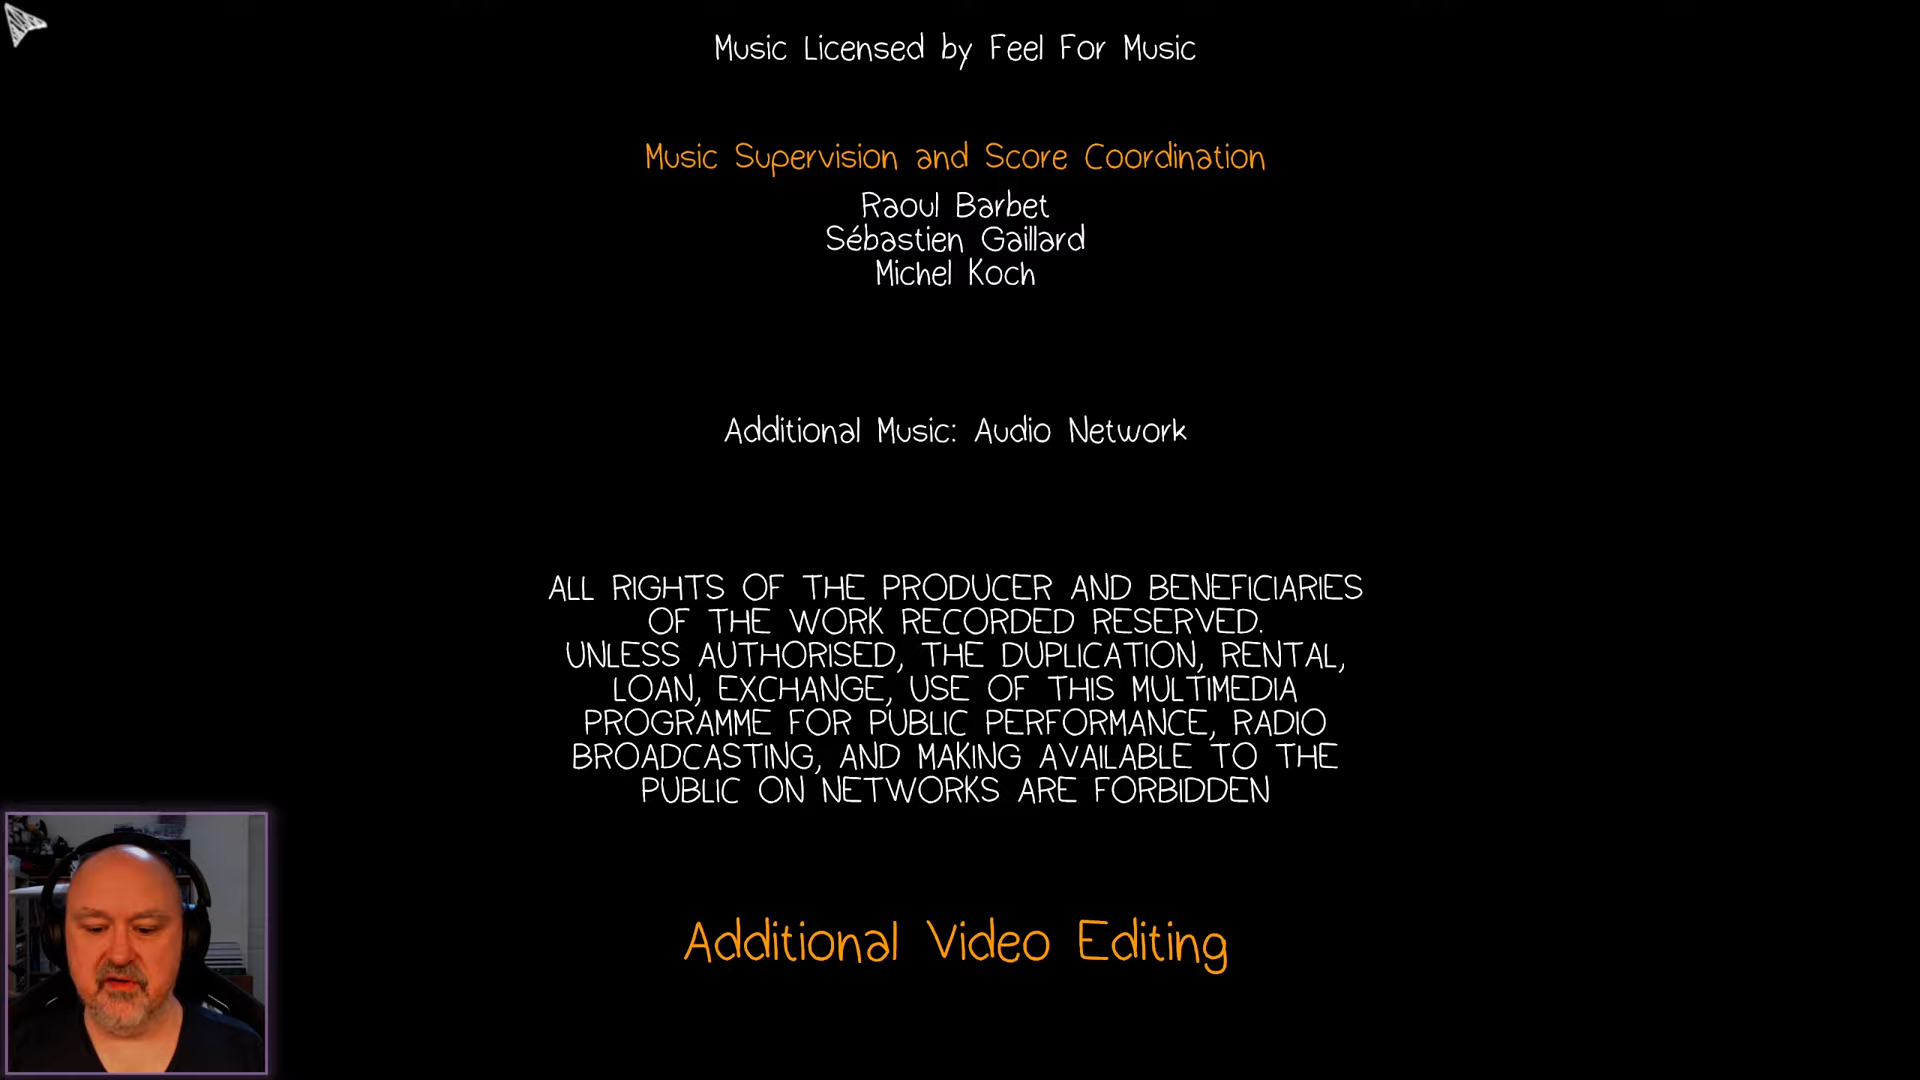 Music Licensed by Feel For Music
Music Supervision and Score Coordination
Raoul Barbet
Sébastien Gaillard
Michel Koch
Additional Music: Audio Network
ALL RIGHTS OF THE PRODUCER AND BENEFICIARIES
OF THE WORK RECORDED RESERVED.
UNLESS AUTHORISED, THE DUPLICATION, RENTAL,
LOAN, EXCHANGE, USE OF THIS MULTIMEDIA
PROGRAMME FOR PUBLIC PERFORMANCE, RADIO
BROADCASTING, AND MAKING AVAILABLE TO THE
PUBLIC ON NETWORKS ARE FORBIDDEN
Additional Video Editing